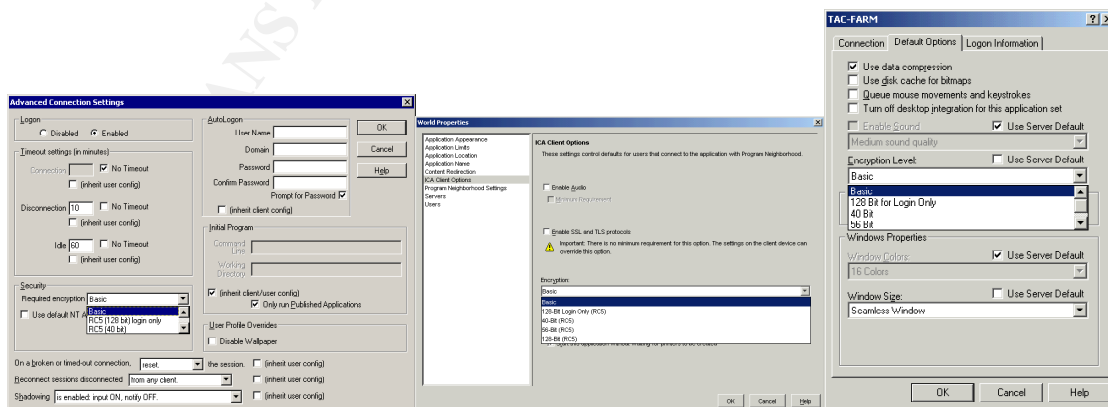 ANS
Advanced Connection Settings
Logon
Disabled
Enabled
Timeout settings (in minutes)
Connection
No Timeout
(inherit user config)
Disconnection
10
No Timeout
(inherit user config)
Idle
60
No Timeout
(inherit user config)
Security
Required encryption
Basic
Use default NT
Basic
RC5 (128 bit) login only
RC5 (40 bit)
On a broken or timed-out connection,
reset.
the session.
(inherit user config)
Reconnect sessions disconnected
from any client.
(inherit user config)
Shadowing
is enabled: input ON, notify OFF.
(inherit user config)
AutoLogon
User Name
Domain
Password
Confirm Password
Prompt for Password
(inherit client config)
OK
Cancel
Help
Initial Program
Command Line
Working Directory
(inherit client/user config)
Only run Published Applications
User Profile Overrides
Disable Wallpaper
World Properties
Application Appearance
Application Limits
Application Location
Application Name
Content Redirection
ICA Client Options
Program Neighborhood Settings
Servers
Users
ICA Client Options
These settings control defaults for users that connect to the application with Program Neighborhood.
Enable Audio
Minimum Requirement
Enable SSL and TLS protocols
Important: There is no minimum requirement for this option. The settings on the client device can
override this option.
Encryption:
Basic
Basic
128-Bit Login Only (RC5)
40-Bit (RC5)
56-Bit (RC5)
128-Bit (RC5)
Start this application without waiting for printers to be created
OK
Cancel
Help
TAC-FARM
Connection
Default Options
Logon Information
Use data compression
Use disk cache for bitmaps
Queue mouse movements and keystrokes
Turn off desktop integration for this application set
Enable Sound
Use Server Default
Medium sound quality
Encryption Level:
Use Server Default
Basic
Basic
128 Bit for Login Only
40 Bit
56 Bit
Windows Properties
Window Colors:
Use Server Default
16 Colors
Window Size:
Use Server Default
Seamless Window
OK
Cancel
Help